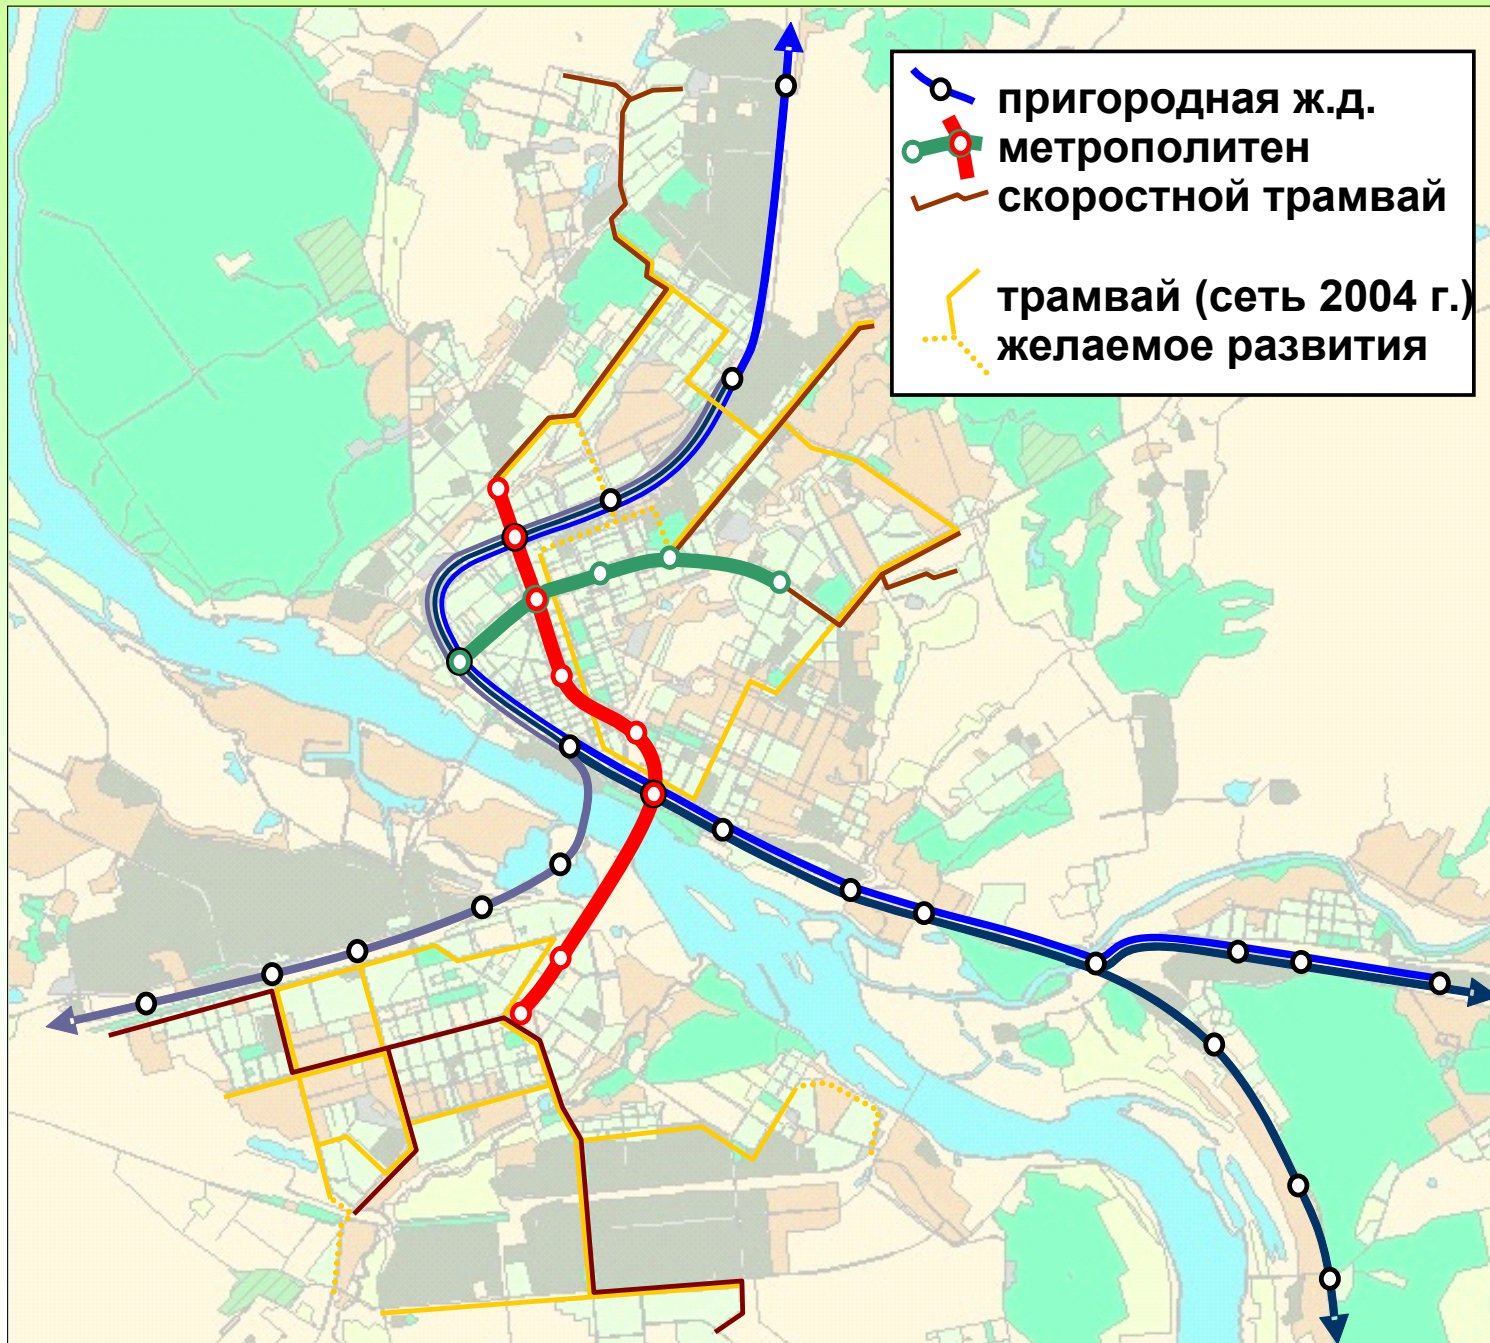 пригородная ж.д.
метрополитен
скоростной трамвай
трамвай (сеть 2004 г.)
желаемое развития